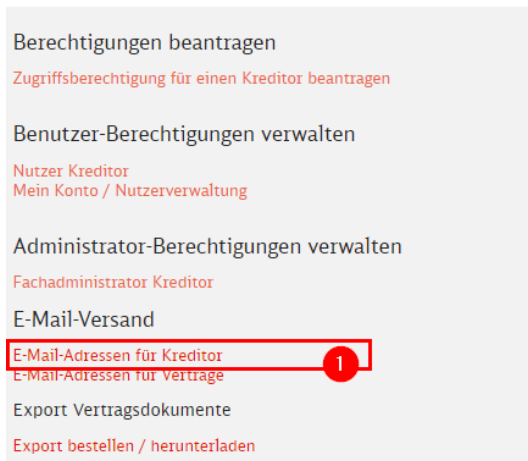 Berechtigungen beantragen
Zugriffsberechtigung für einen Kreditor beantragen
Benutzer-Berechtigungen verwalten
Nutzer Kreditor
Mein Konto / Nutzerverwaltung
Administrator-Berechtigungen verwalten
Fachadministrator Kreditor
E-Mail-Versand
E-Mail-Adressen für Kreditor
1
E-Mail-Adressen für Verträge
Export Vertragsdokumente
Export bestellen / herunterladen